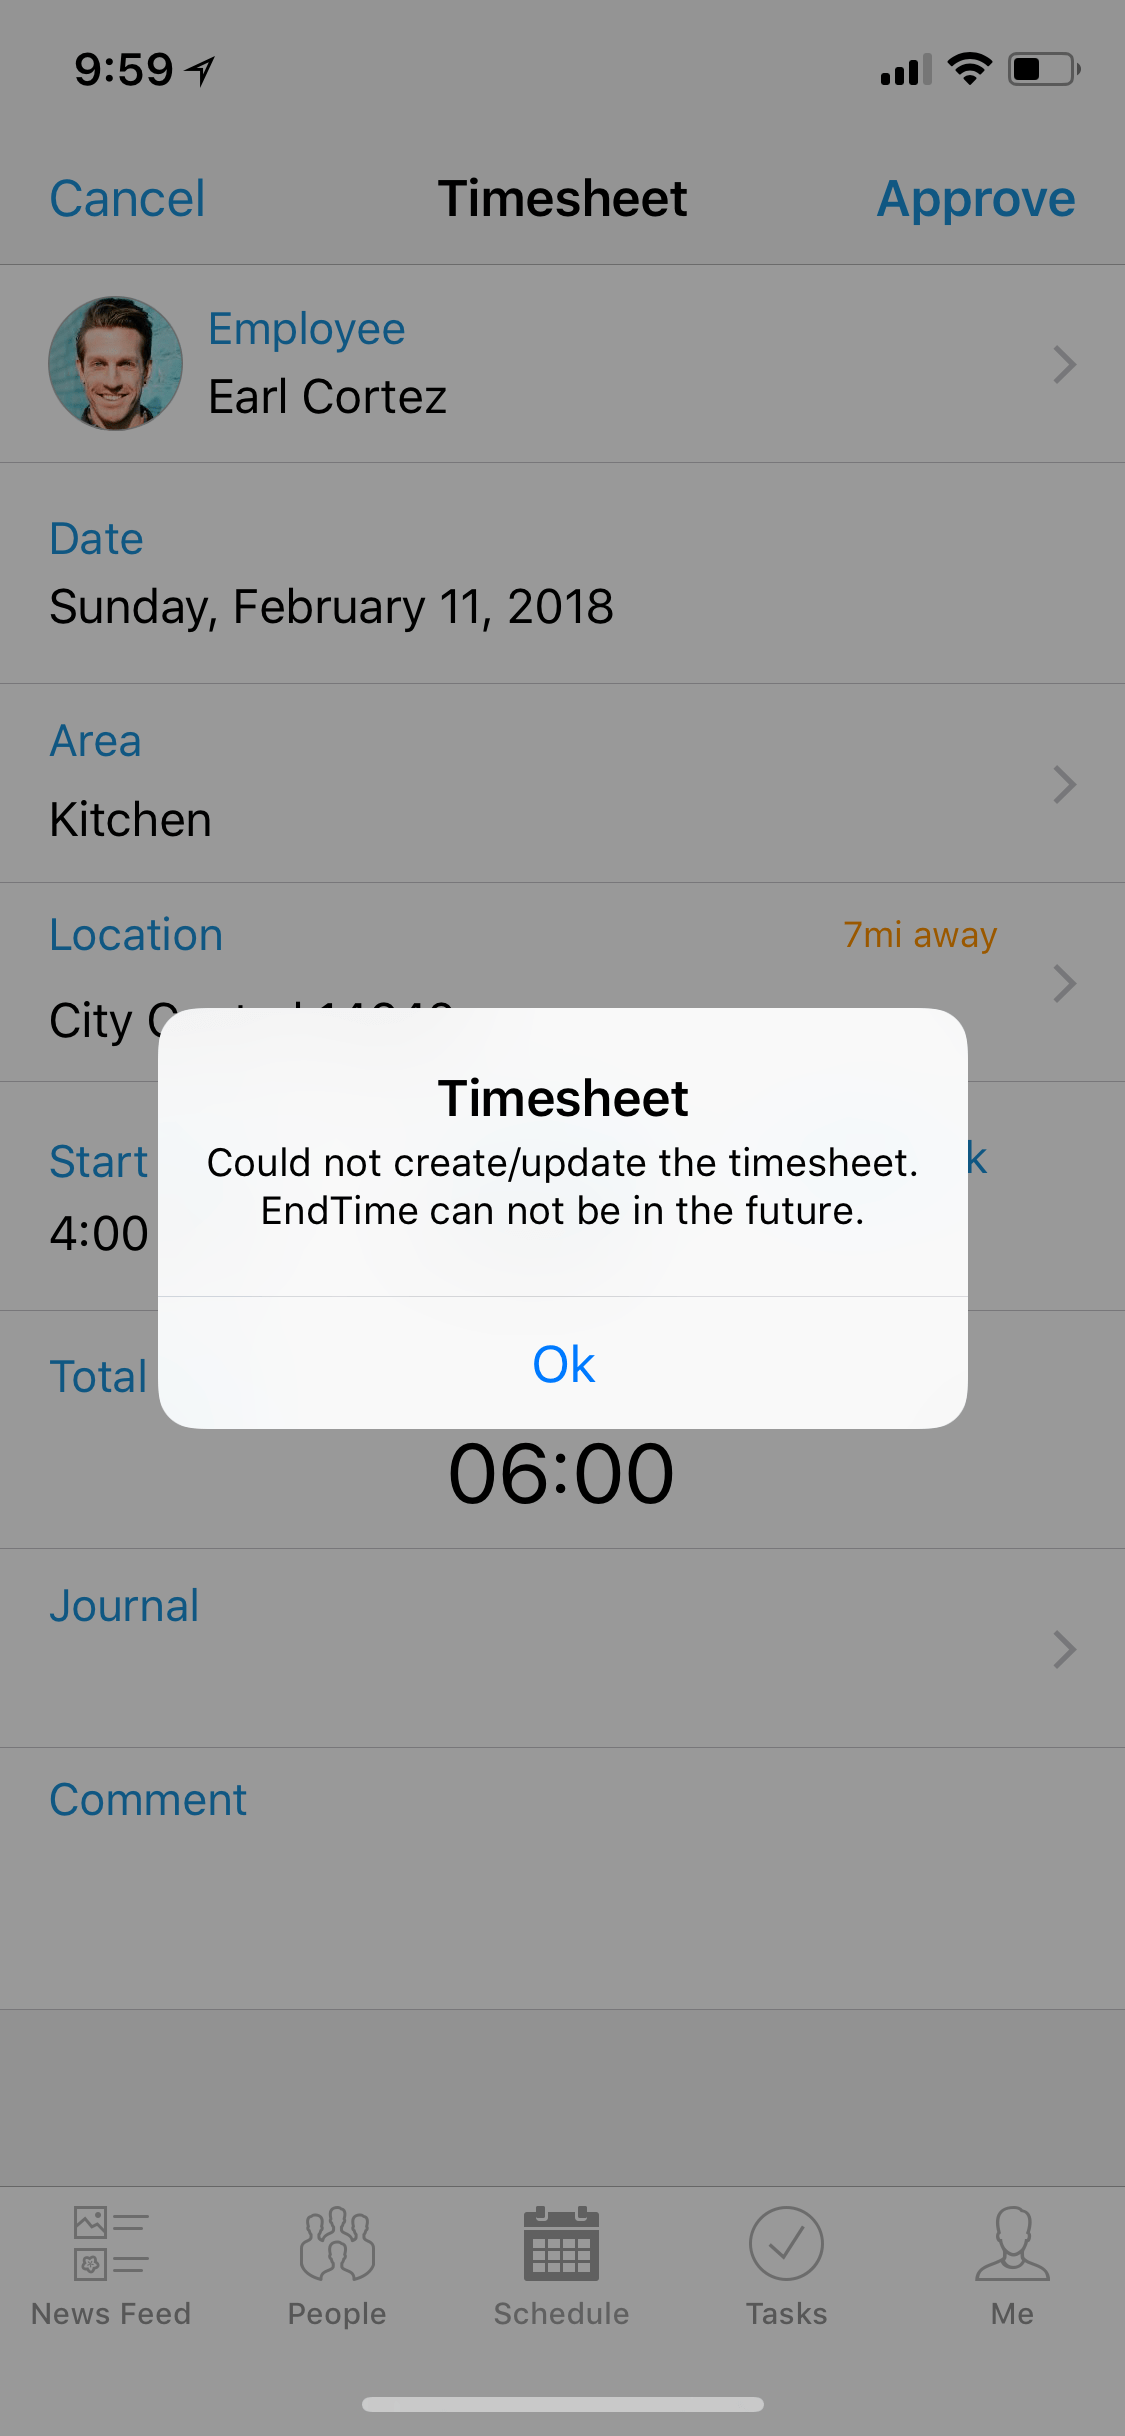 9:59
Cancel Timesheet Approve
Employee
Earl Cortez
Date
Sunday, February 11, 2018
Area
Kitchen
Location 7mi away
City
Timesheet
Start Could not create/update the timesheet.
4:00 EndTime can not be in the future.
Ok
Total
06:00
Journal
Comment
News Feed People Schedule Tasks Me